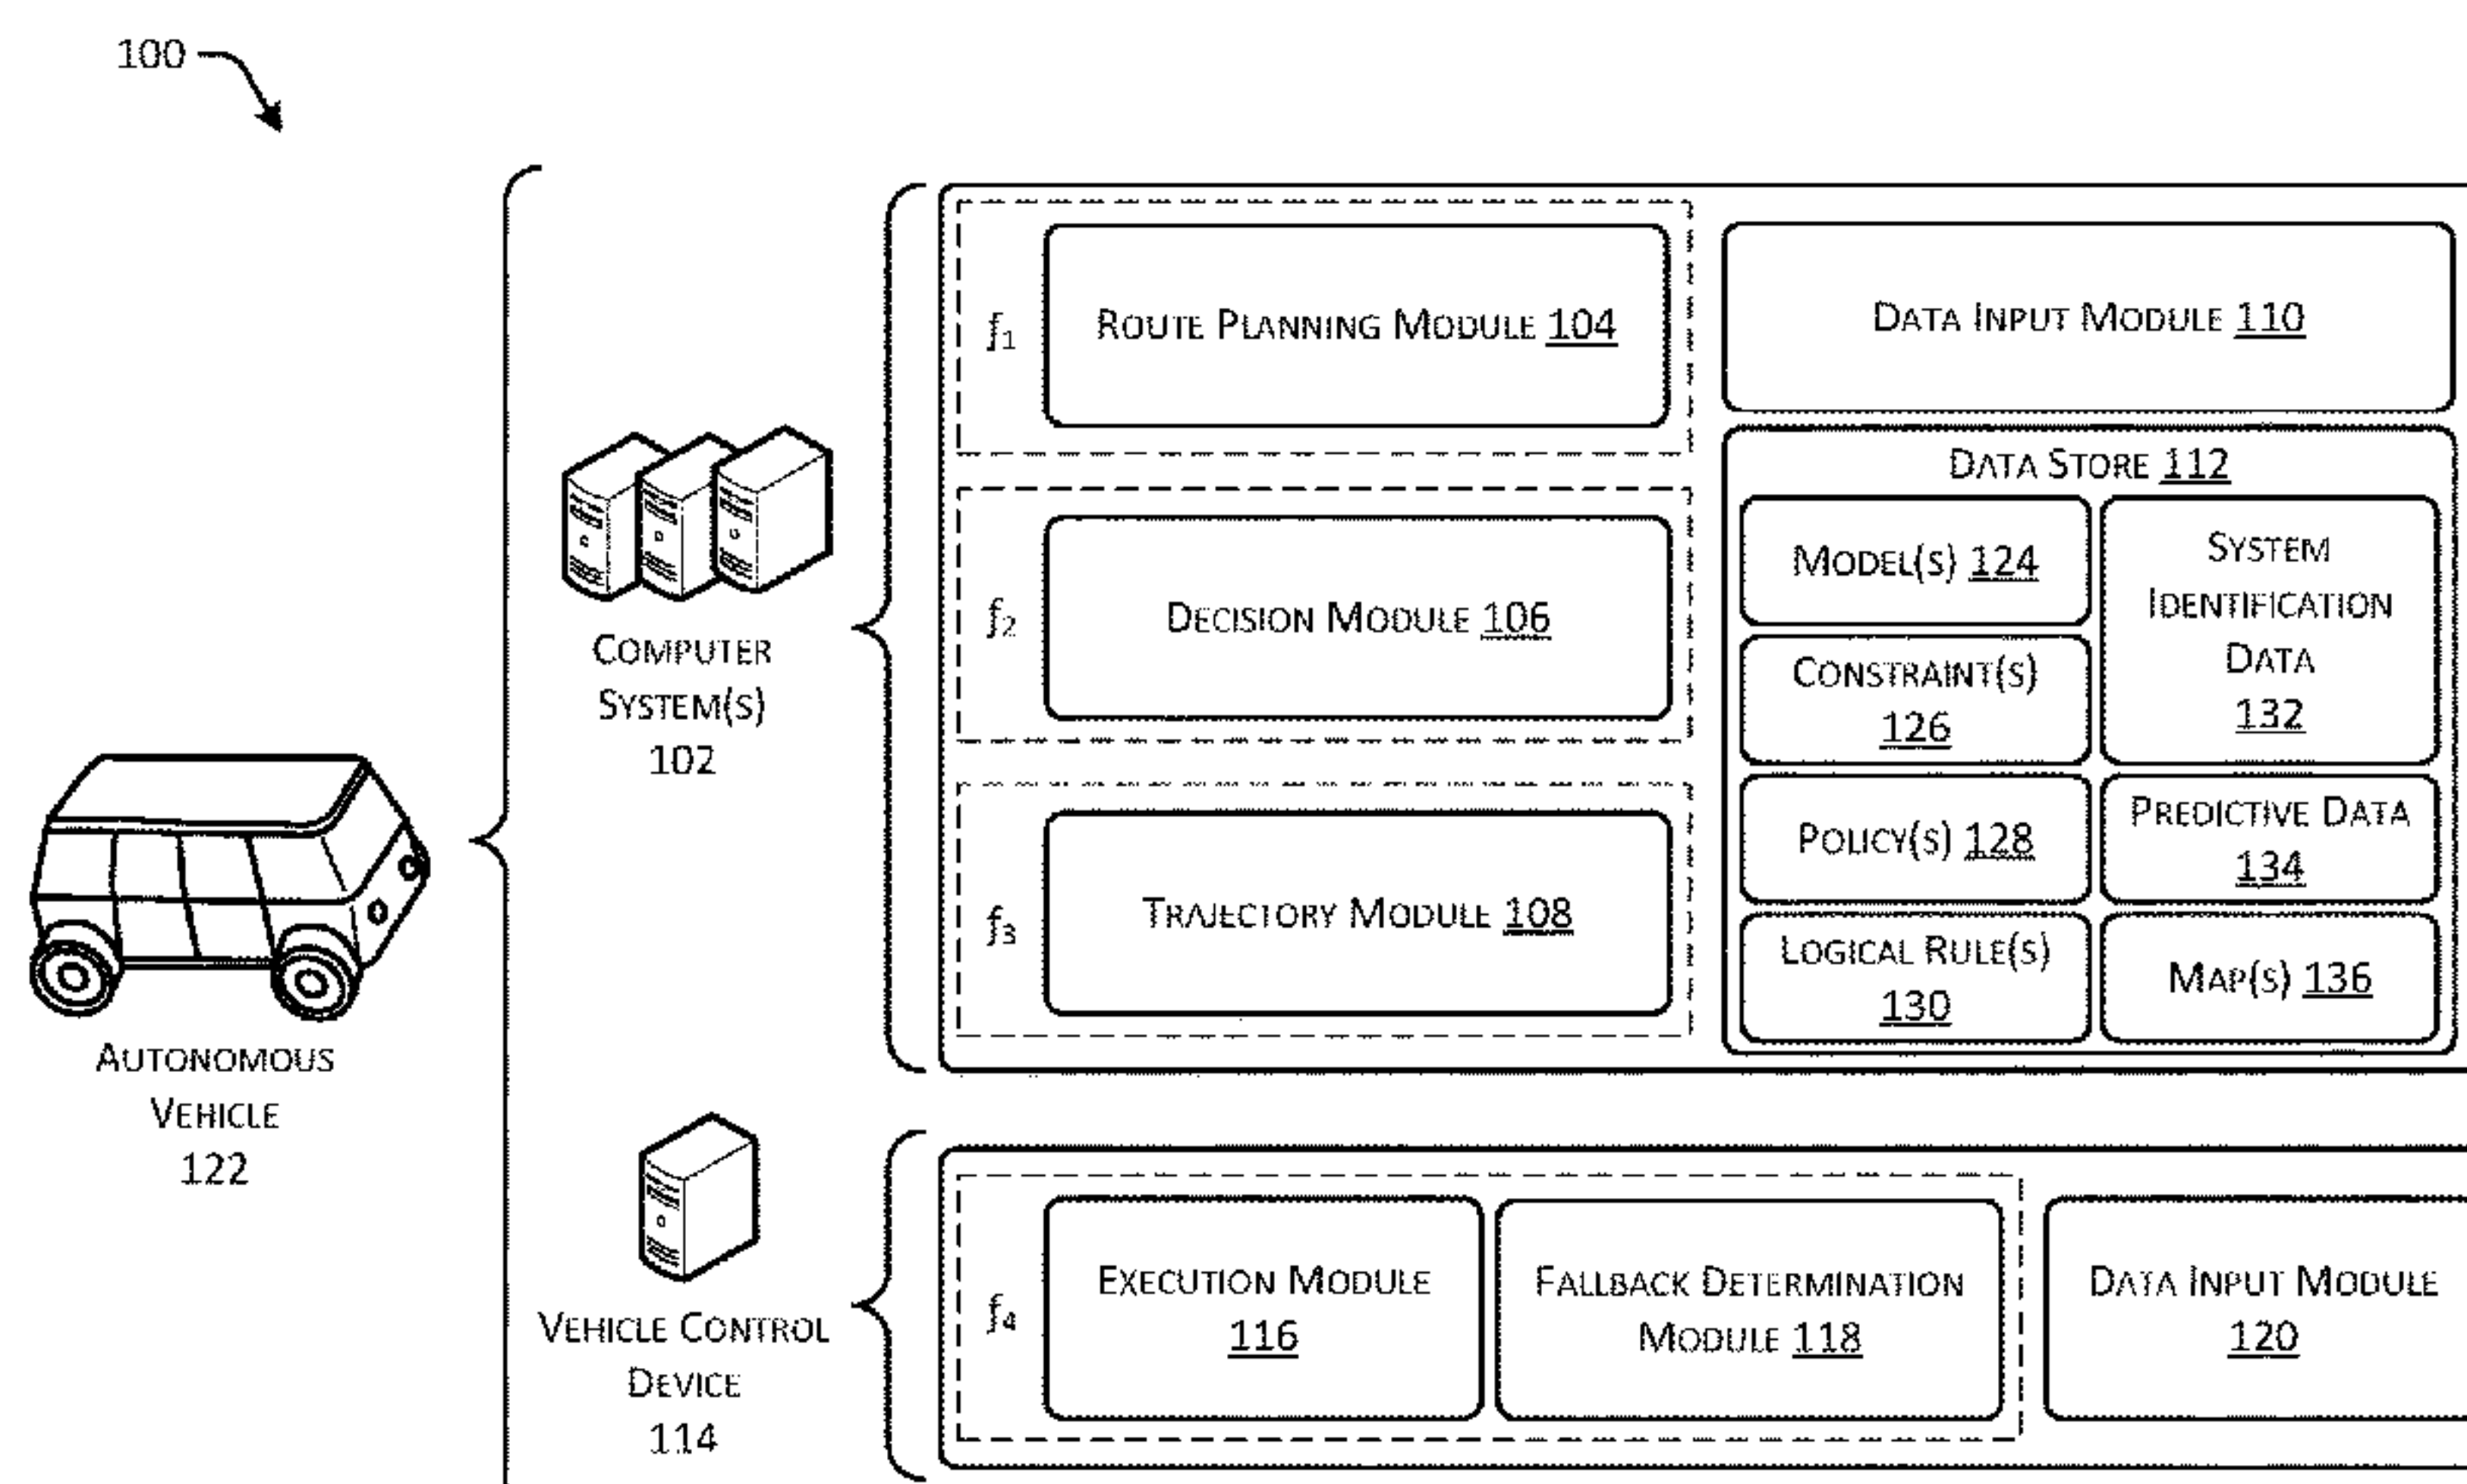 100
f1
ROUTE PLANNING MODULE 104
DATA INPUT MODULE 110
DATA STORE 112
MODEL(S) 124
SYSTEM
IDENTIFICATION
DATA
132
CONSTRAINT(S)
126
f2
DECISION MODULE 106
COMPUTER
SYSTEM(S)
102
POLICY(S) 128
PREDICTIVE DATA
134
f3
TRAJECTORY MODULE 108
LOGICAL RULE(S)
130
MAP(S) 136
AUTONOMOUS
VEHICLE
122
VEHICLE CONTROL
DEVICE
114
f4
EXECUTION MODULE
116
FALLBACK DETERMINATION
MODULE 118
DATA INPUT MODULE
120